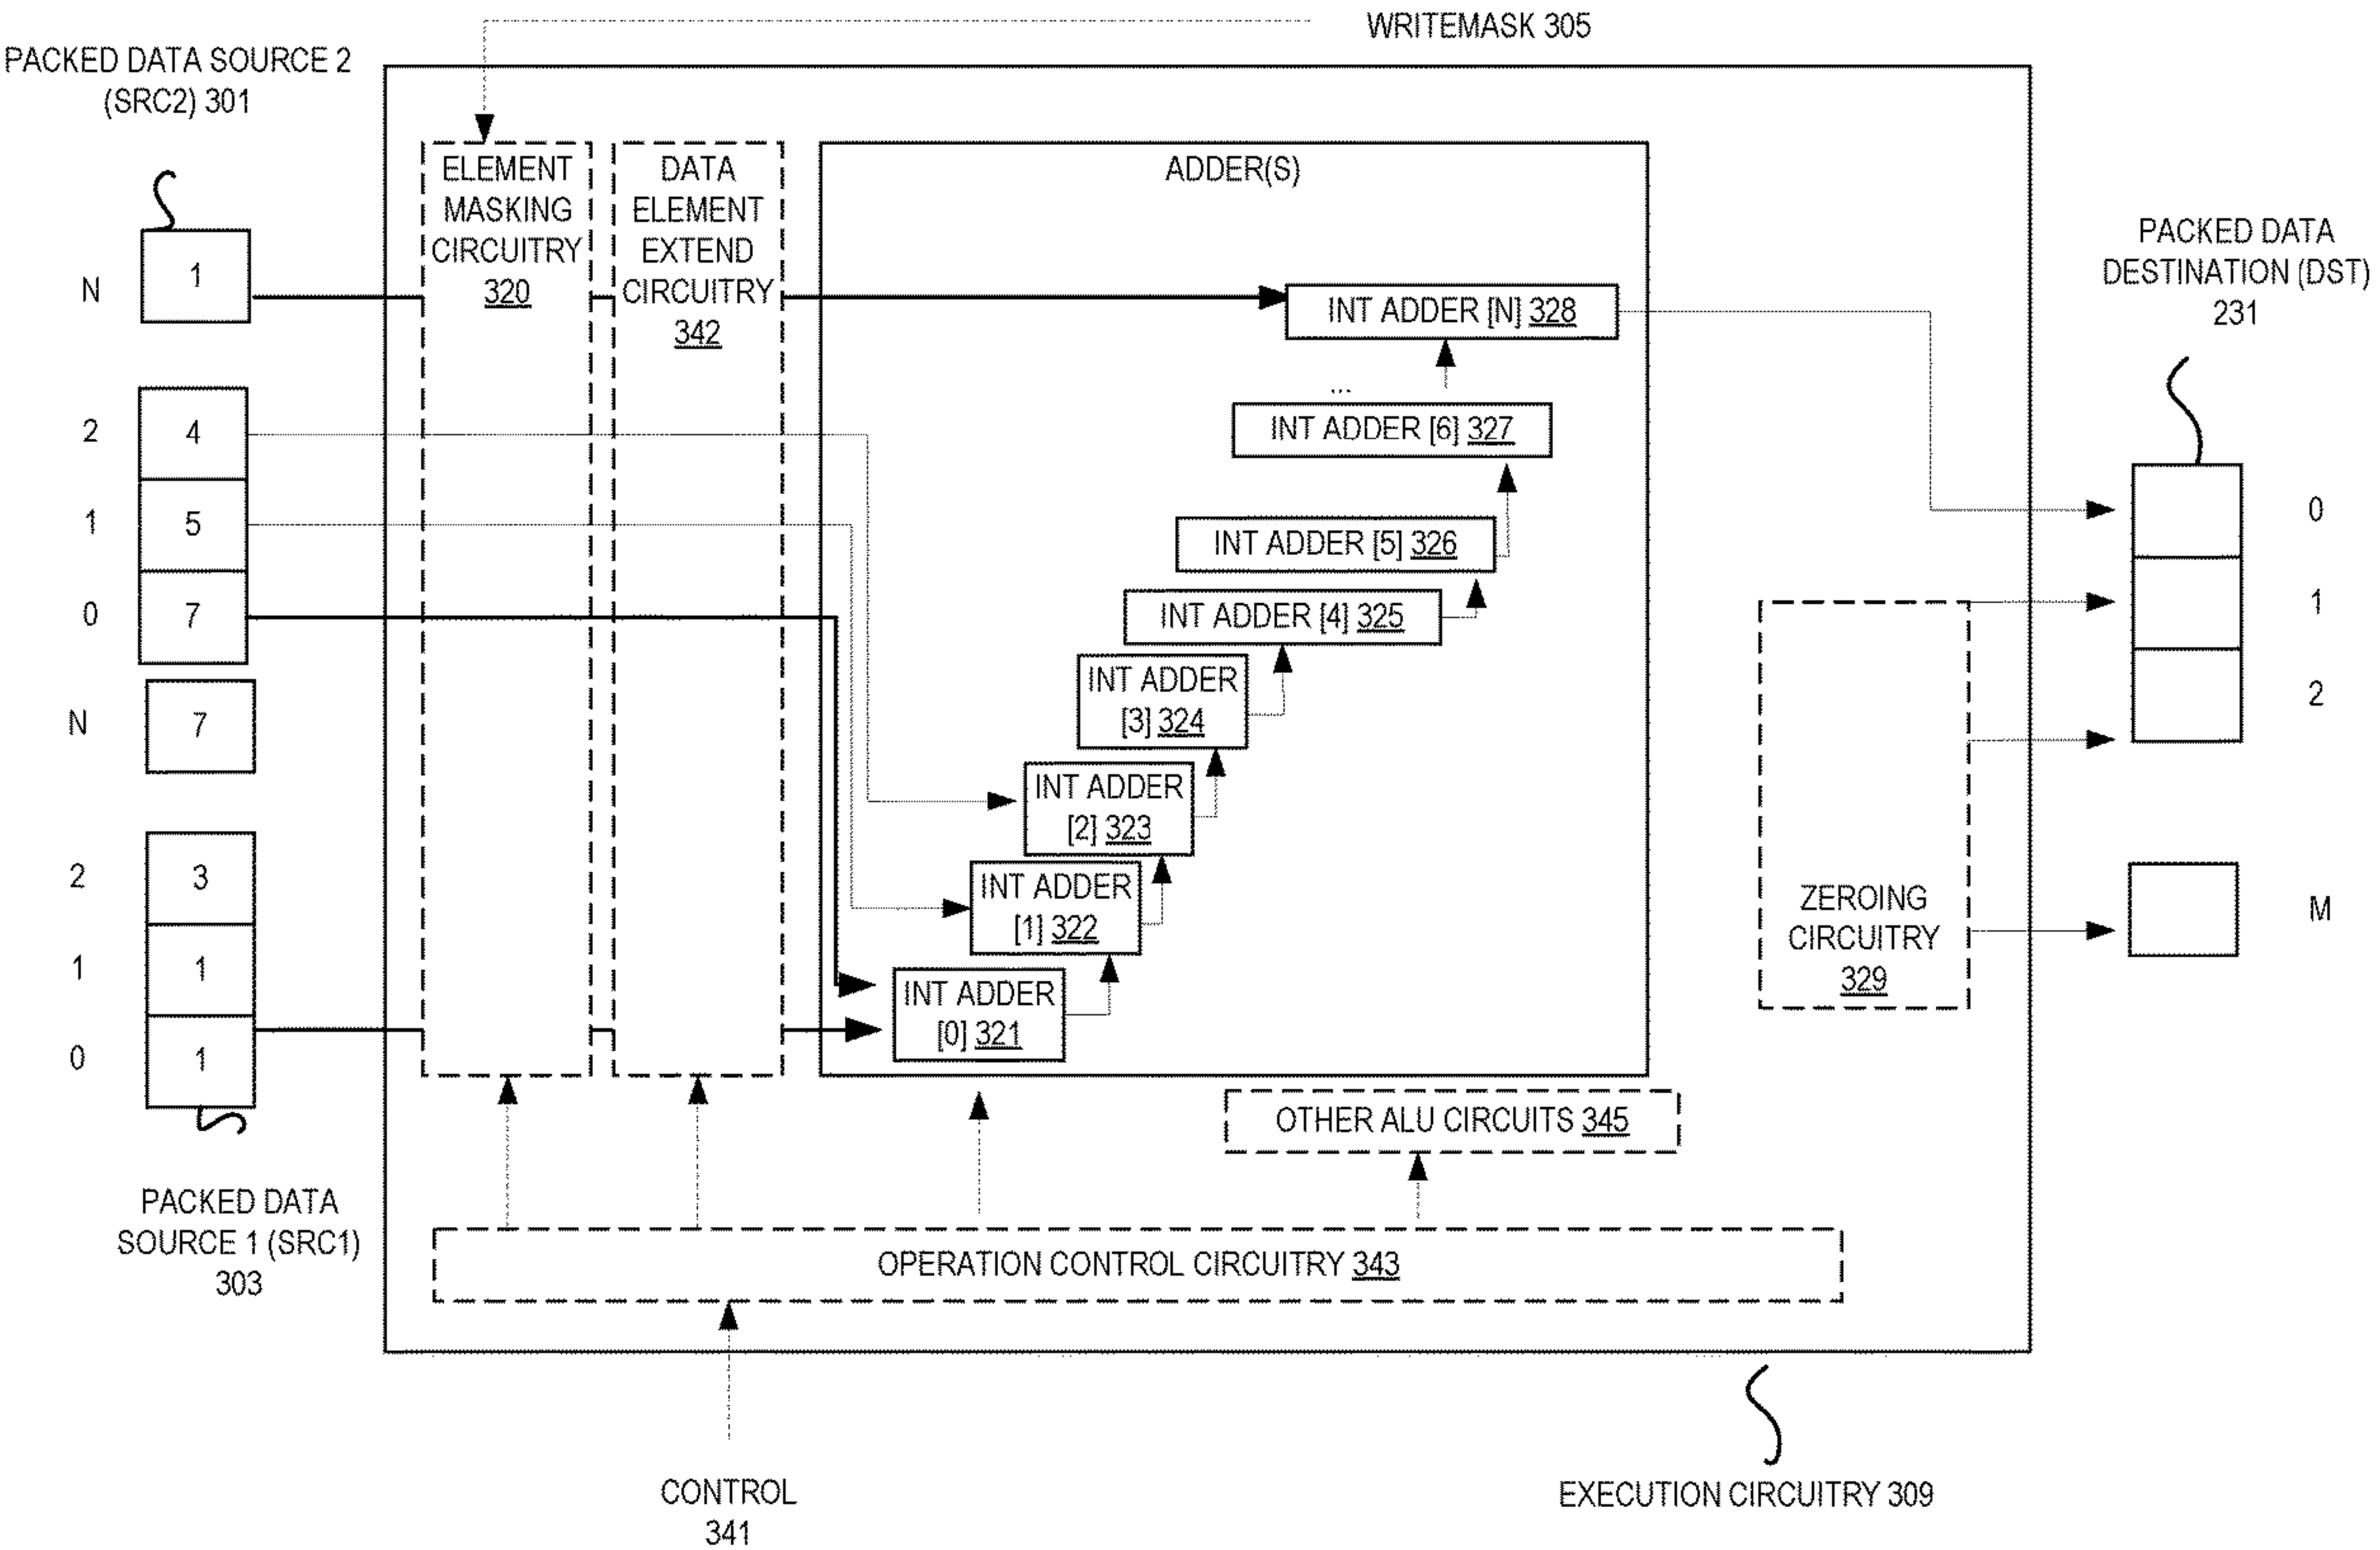 WRITEMASK 305
PACKED DATA SOURCE 2
(SRC2) 301
N
1
2
4
1
5
0
7
N
7
2
3
1
1
0
1
PACKED DATA
SOURCE 1 (SRC1)
303
ELEMENT
MASKING
CIRCUITRY
320
DATA
ELEMENT
EXTEND
CIRCUITRY
342
ADDER(S)
INT ADDER [N] 328
...
INT ADDER [6] 327
INT ADDER [5] 326
INT ADDER [4] 325
INT ADDER
[3] 324
INT ADDER
[2] 323
INT ADDER
[1] 322
INT ADDER
[0] 321
OTHER ALU CIRCUITS 345
OPERATION CONTROL CIRCUITRY 343
CONTROL
341
ZEROING
CIRCUITRY
329
PACKED DATA
DESTINATION (DST)
231
0
1
2
M
EXECUTION CIRCUITRY 309